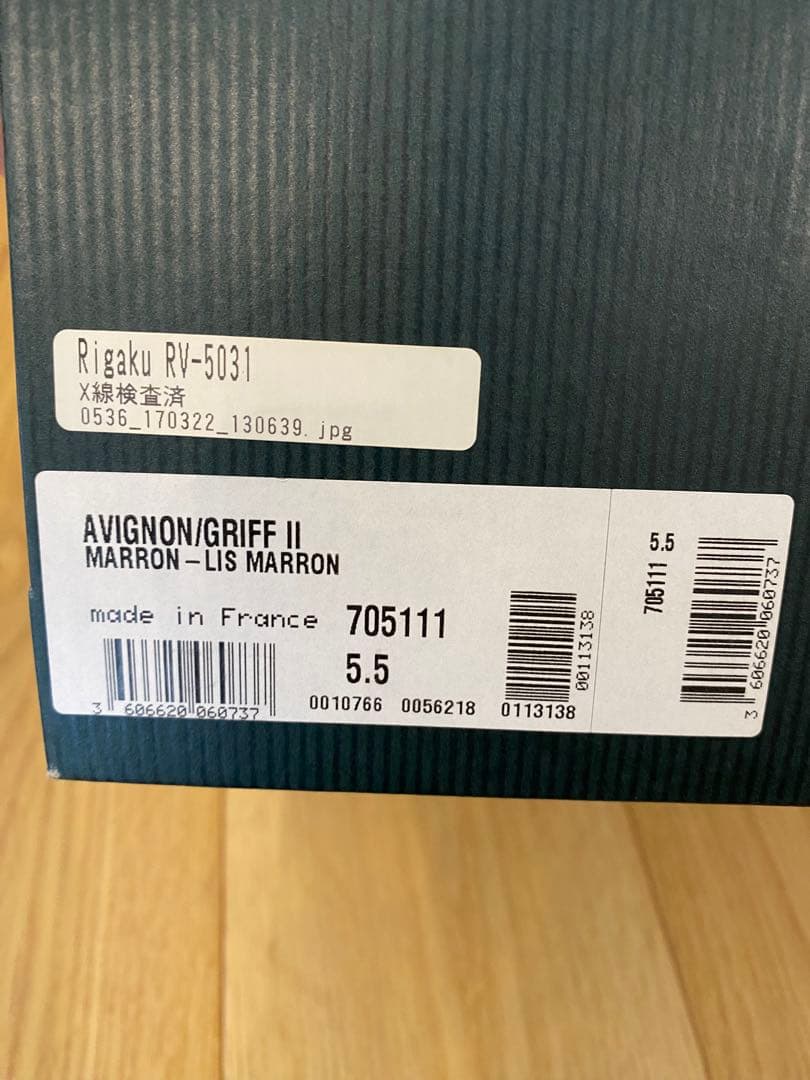 Rigaku RV-5031
X線検査済
0536_170322_130639.jpg
AVIGNON/GRIFF II
MARRON-LIS MARRON
made in France 705111
5.5
3 606620 060737
0010766 0056218 0113138
00113138
5.5
705111
3 606620 060737